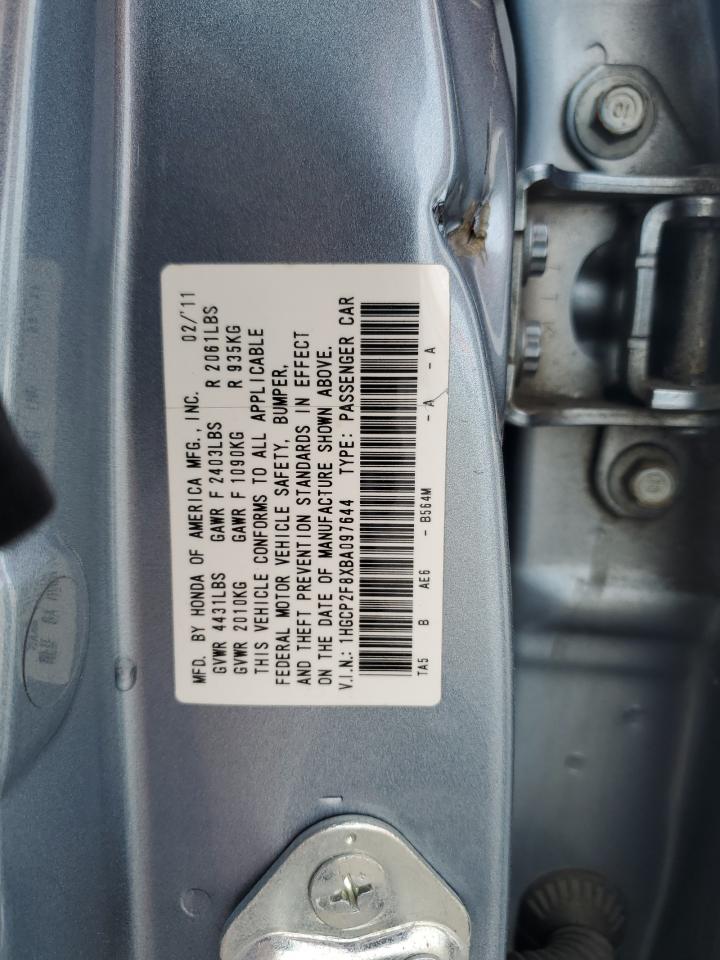 MFD. BY HONDA OF AMERICA MFG., INC. 02/'11
GVWR 4431LBS GAWR F 2403LBS R 2061LBS
GVWR 2010KG GAWR F 1090KG R 935KG
THIS VEHICLE CONFORMS TO ALL APPLICABLE
FEDERAL MOTOR VEHICLE SAFETY, BUMPER,
AND THEFT PREVENTION STANDARDS IN EFFECT
ON THE DATE OF MANUFACTURE SHOWN ABOVE.
V.I.N.: 1HGCP2F8XBA097644 TYPE: PASSENGER CAR
TA5 B AE6 - B564M - A - A